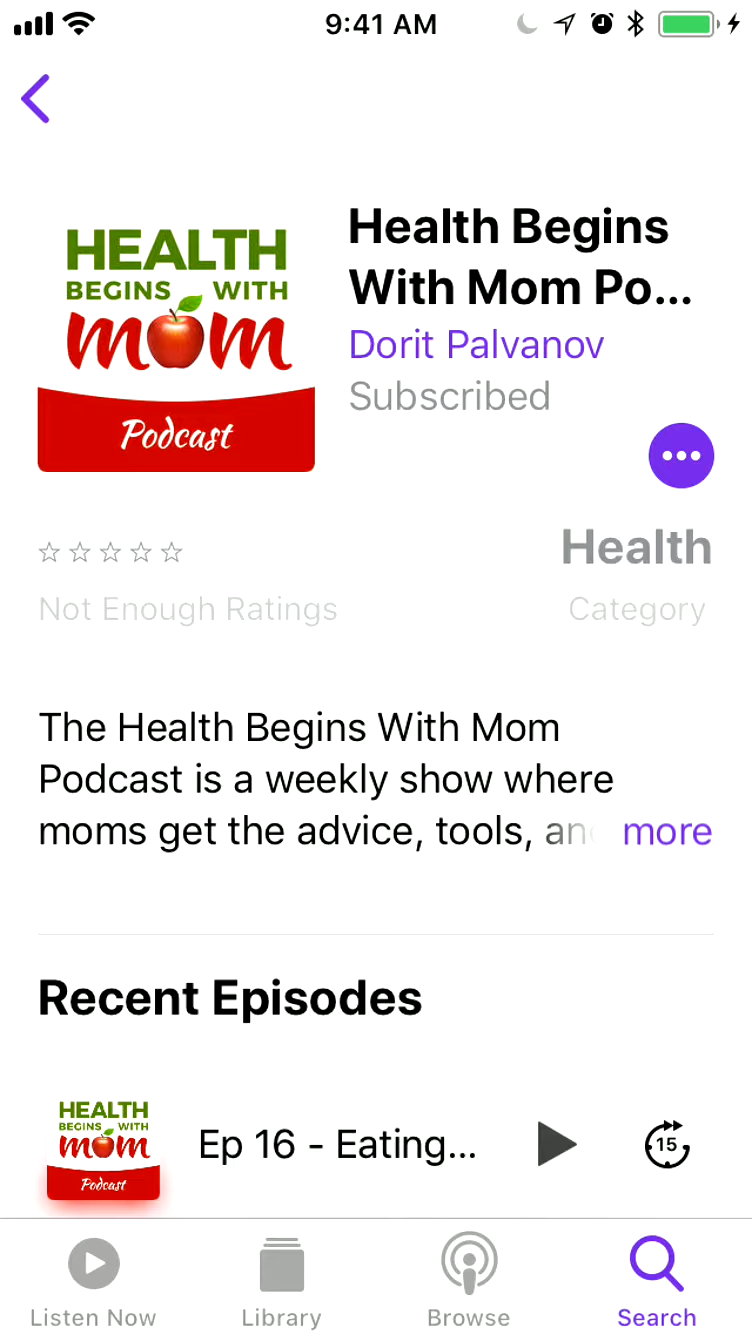 9:41 AM
HEALTH
BEGINS WITH
mom
Podcast
Health Begins
With Mom Po...
Dorit Palvanov
Subscribed
Health
Not Enough Ratings
Category
The Health Begins With Mom
Podcast is a weekly show where
moms get the advice, tools, an
more
Recent Episodes
HEALTH
BEGINS WITH
mom
Podcast
Ep 16 - Eating...
15
Listen Now
Library
Browse
Search